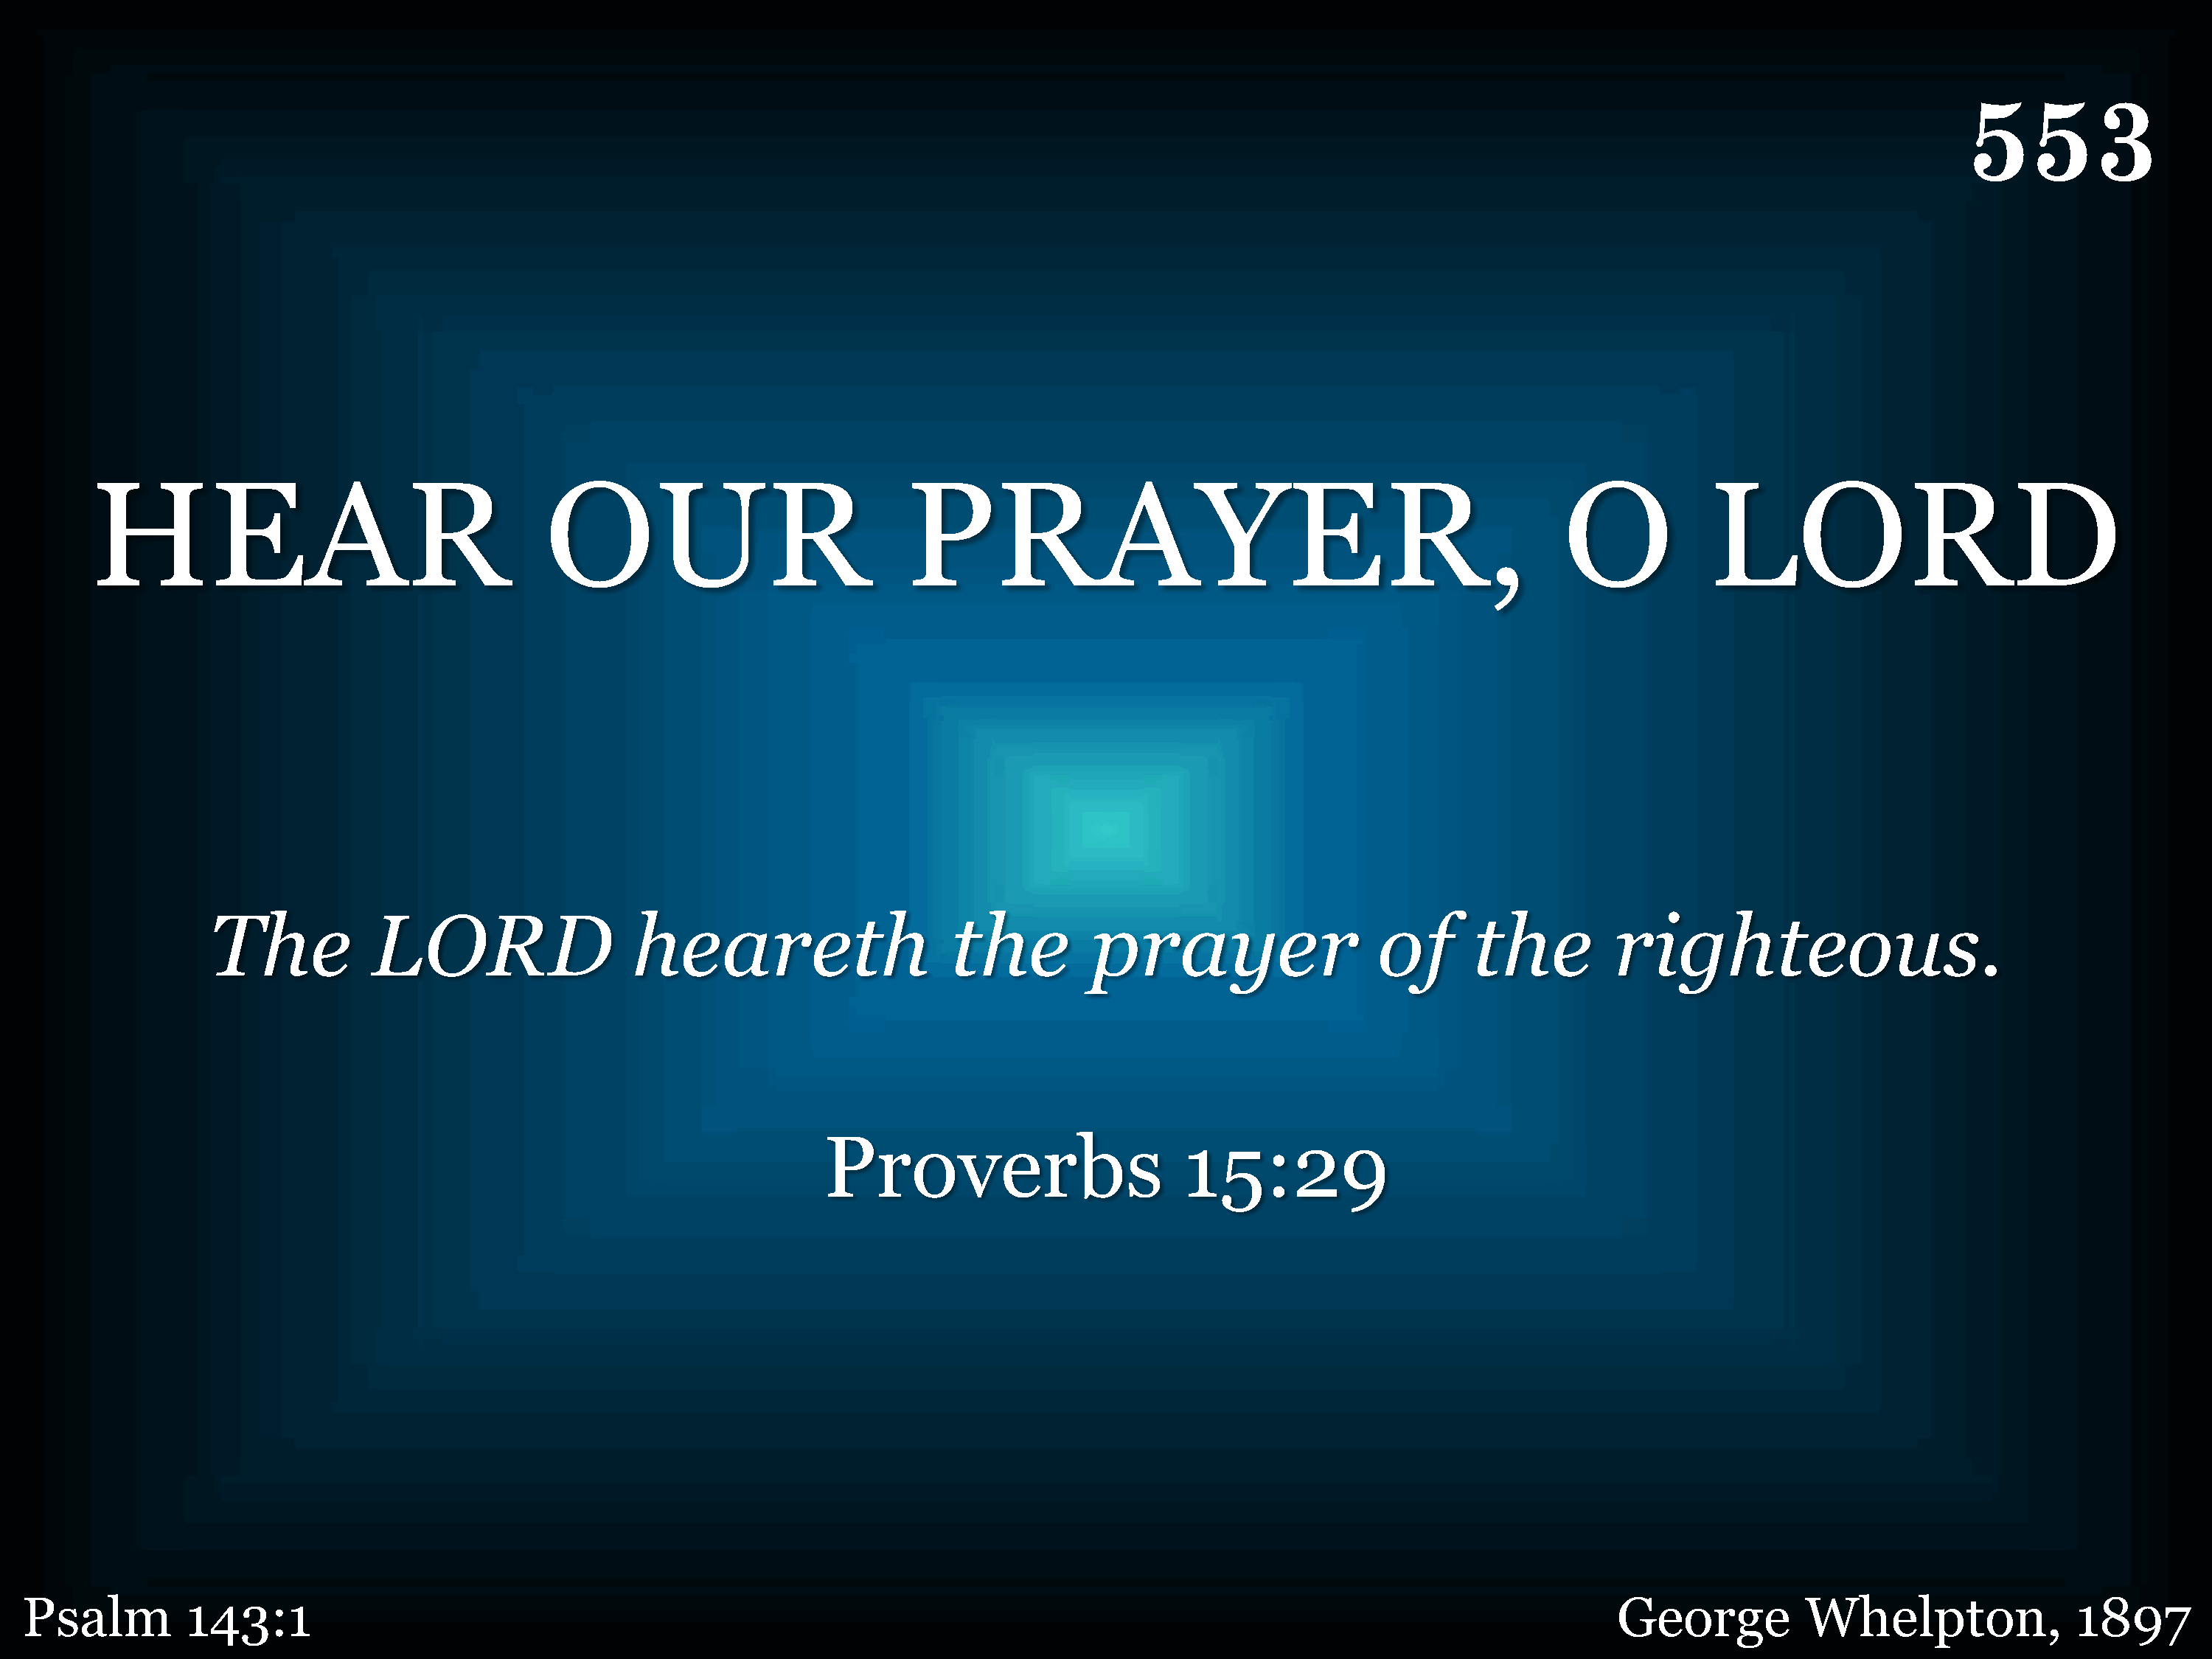 553
HEAR OUR PRAYER, O LORD
The LORD heareth the prayer of the righteous.
Proverbs 15:29
Psalm 143:1
George Whelpton, 1897